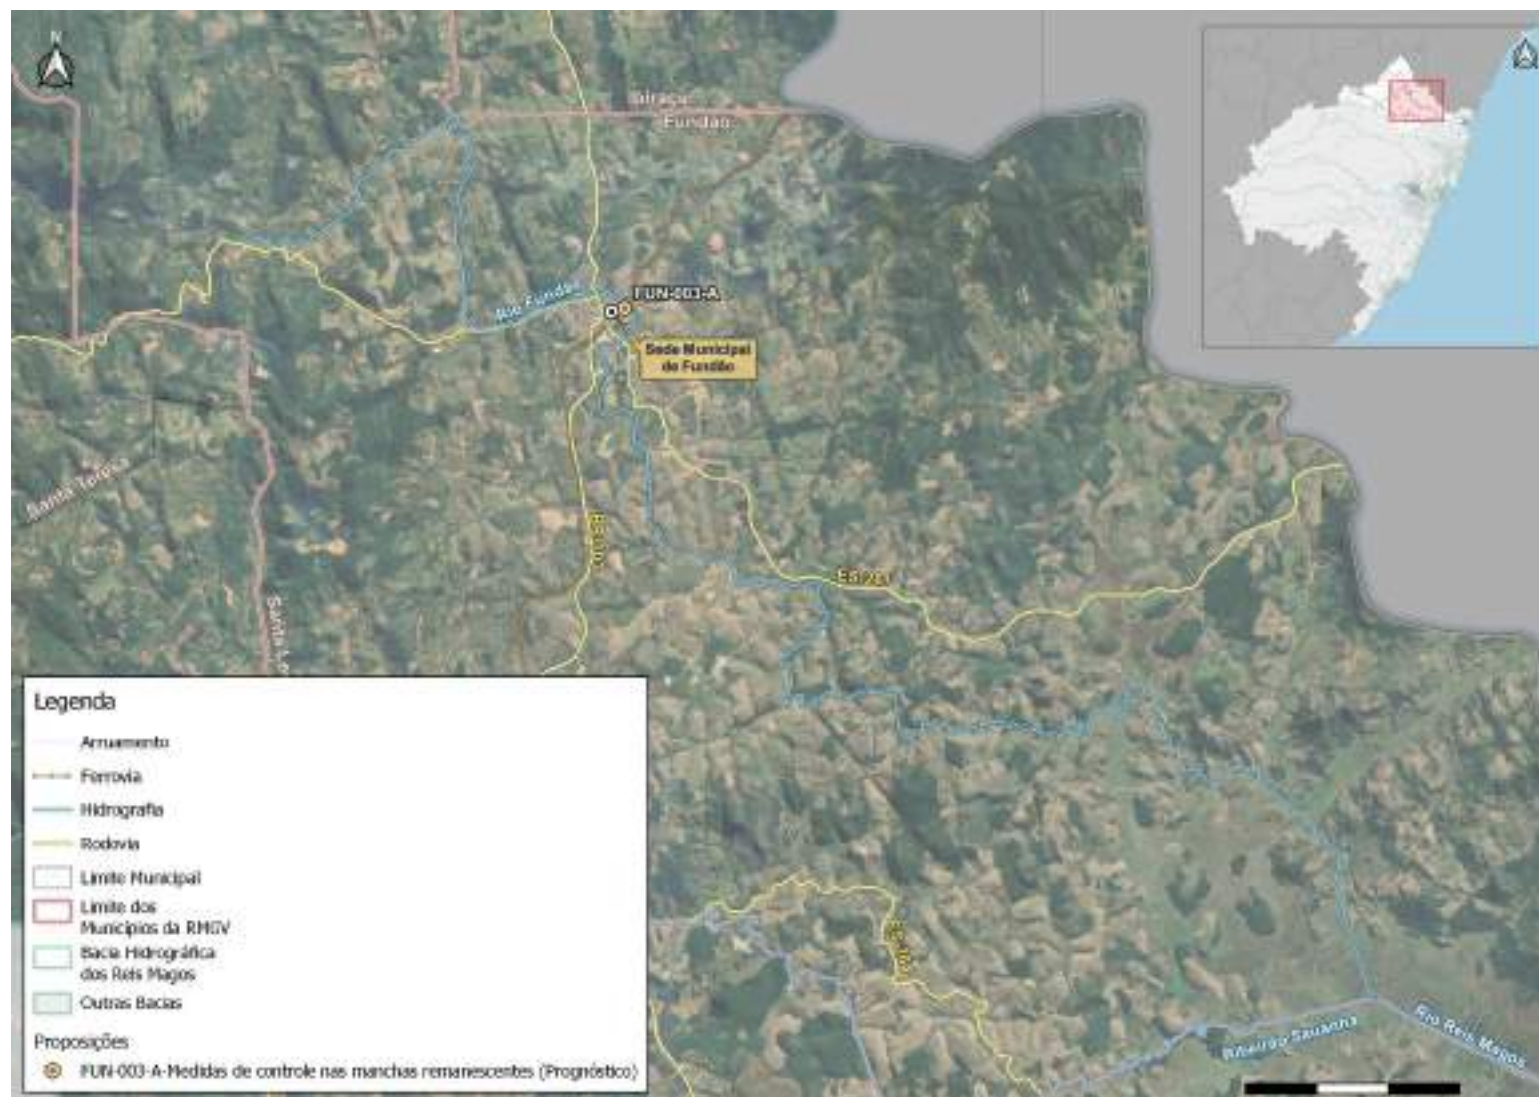 N
Fundão
Rio Fundão
FUN-003-A
Sede Municipal
de Fundão
Santa Teresa
Legenda
Arruamento
Ferrovia
Hidrografia
Rodovia
Limite Municipal
Limite dos
Municípios da RMGV
Bacia Hidrográfica
dos Reis Magos
Outras Bacias
Proposições
FUN-003-A-Medidas de controle nas manchas remanescentes (Prognóstico)
Ribeirão Sauanha
Rio Reis Magos